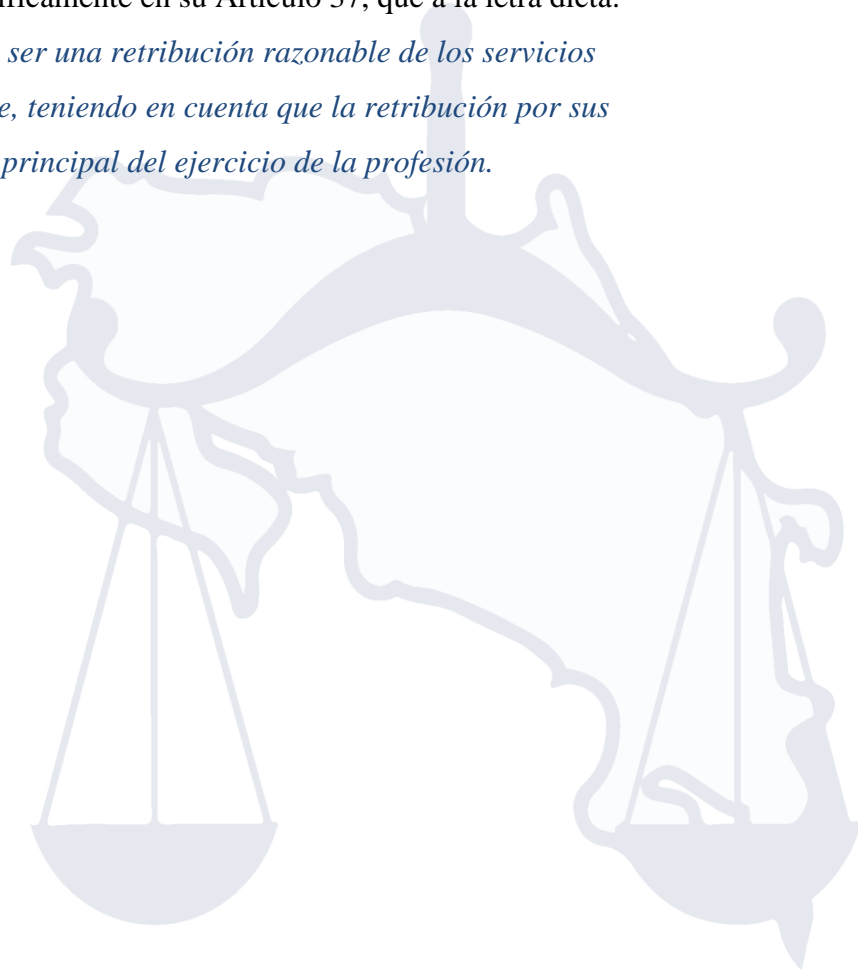 en su Artículo 37, que a la letra dicta:
ser una retribución razonable de los servicios
teniendo en cuenta que la retribución por sus
principal del ejercicio de la profesión.